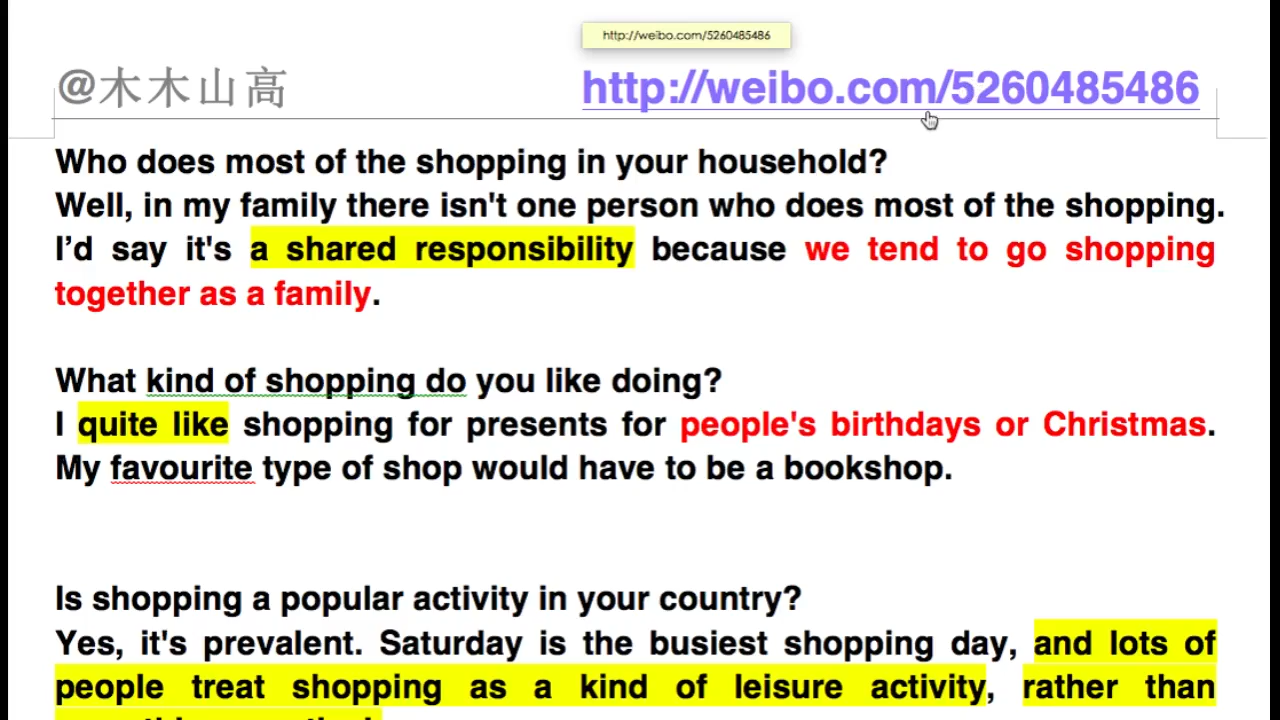 http://weibo.com/5260485486
@木木山高 http://weibo.com/5260485486
Who does most of the shopping in your household?
Well, in my family there isn't one person who does most of the shopping.
I’d say it's a shared responsibility because we tend to go shopping
together as a family.
What kind of shopping do you like doing?
I quite like shopping for presents for people's birthdays or Christmas.
My favourite type of shop would have to be a bookshop.
Is shopping a popular activity in your country?
Yes, it's prevalent. Saturday is the busiest shopping day, and lots of
people treat shopping as a kind of leisure activity, rather than